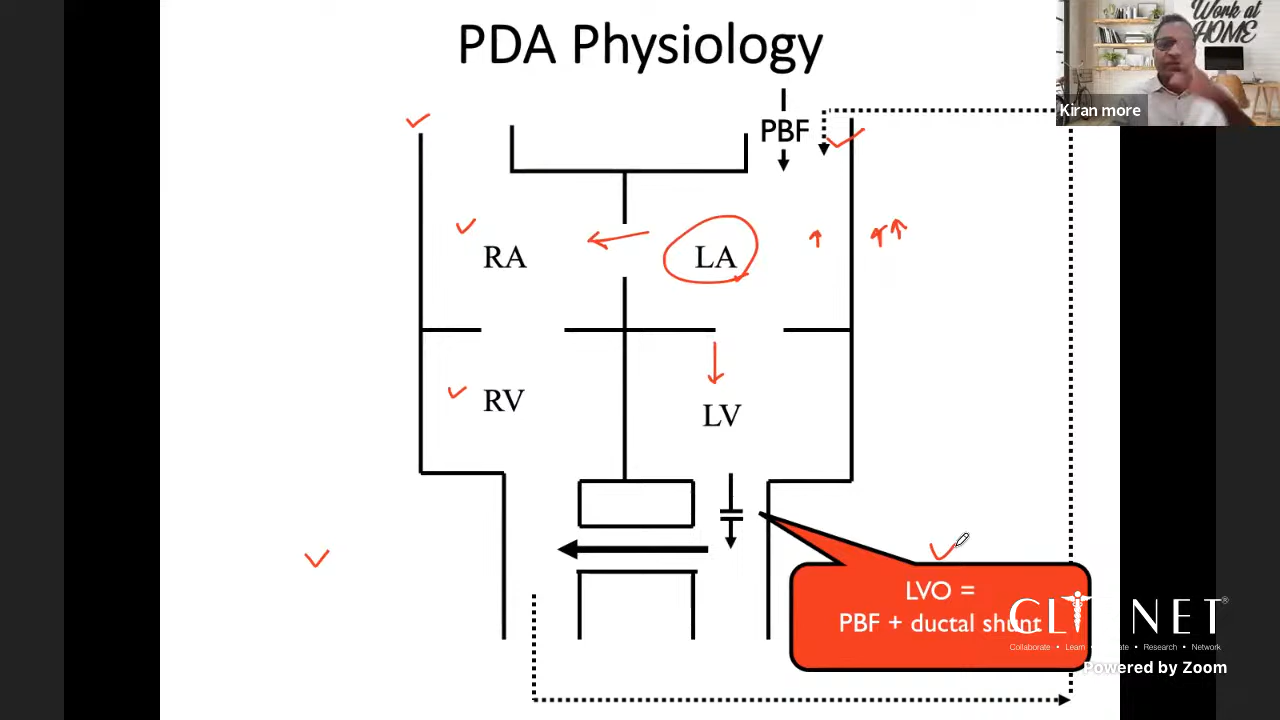 PDA Physiology
Work at
HOME
Kiran more
PBF
RA
LA
RV
LV
LVO =
PBF + ductal shunt
NET®
Collaborate • Learn • • Research • Network
Powered by Zoom